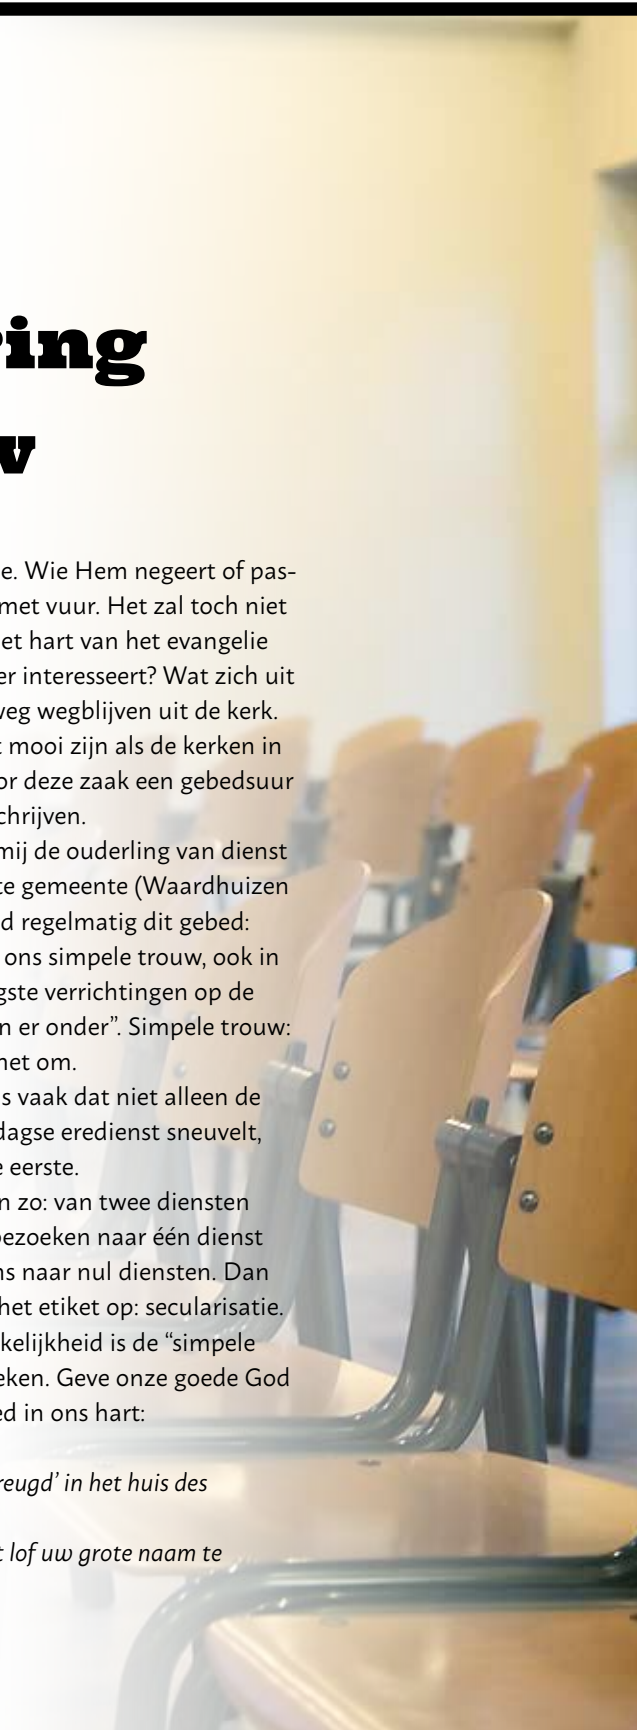 ing
w
e. Wie Hem negeert of pas-
met vuur. Het zal toch niet
et hart van het evangelie
er interesseert? Wat zich uit
weg wegblijven uit de kerk.
t mooi zijn als de kerken in
or deze zaak een gebedsuur
chrijven.
mij de ouderling van dienst
te gemeente (Waardhuizen
d regelmatig dit gebed:
ons simpele trouw, ook in
gste verrichtingen op de
n er onder”. Simpele trouw:
net om.
s vaak dat niet alleen de
dagse eredienst sneuvelt,
e eerste.
n zo: van twee diensten
bezoeken naar één dienst
ns naar nul diensten. Dan
het etiket op: secularisatie.
kelijkheid is de “simpele
eken. Geve onze goede God
ed in ons hart:
reugd’ in het huis des
t lof uw grote naam te